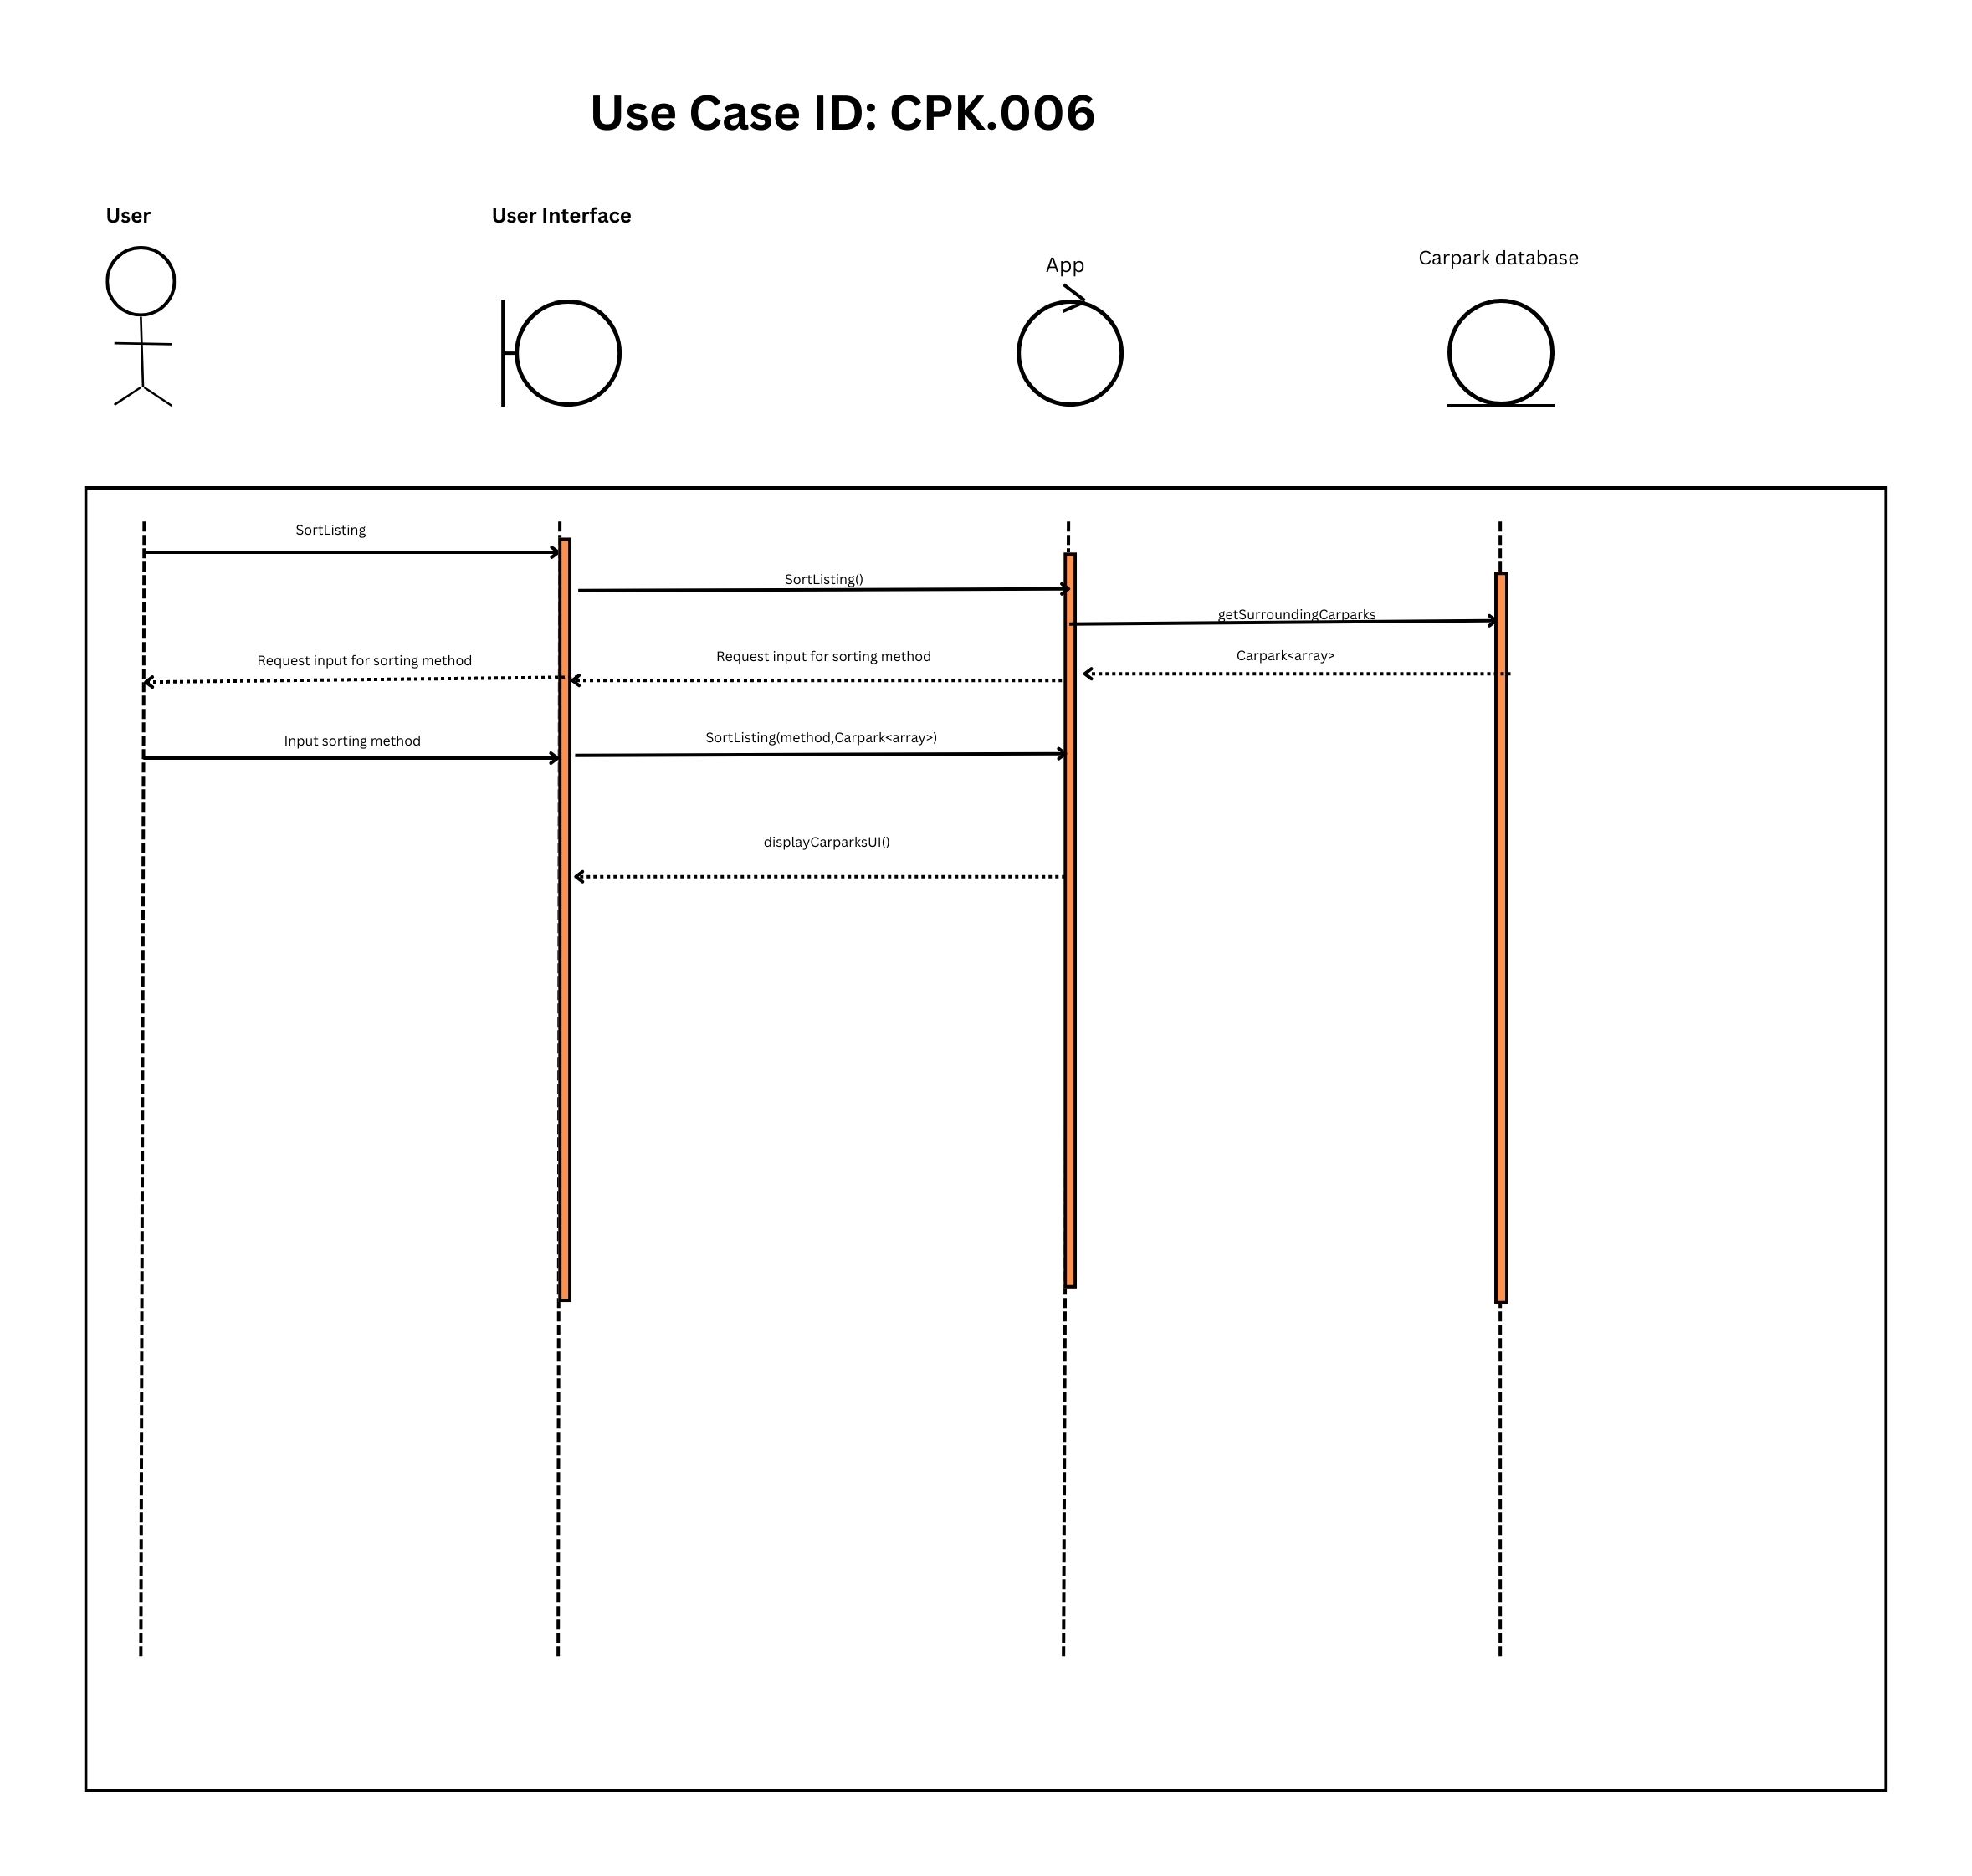 Use Case ID: CPK.006
User
User Interface
App
Carpark database
SortListing
SortListing()
getSurroundingCarparks
Request input for sorting method
Request input for sorting method
Carpark<array>
Input sorting method
SortListing(method,Carpark<array>)
displayCarparksUI()